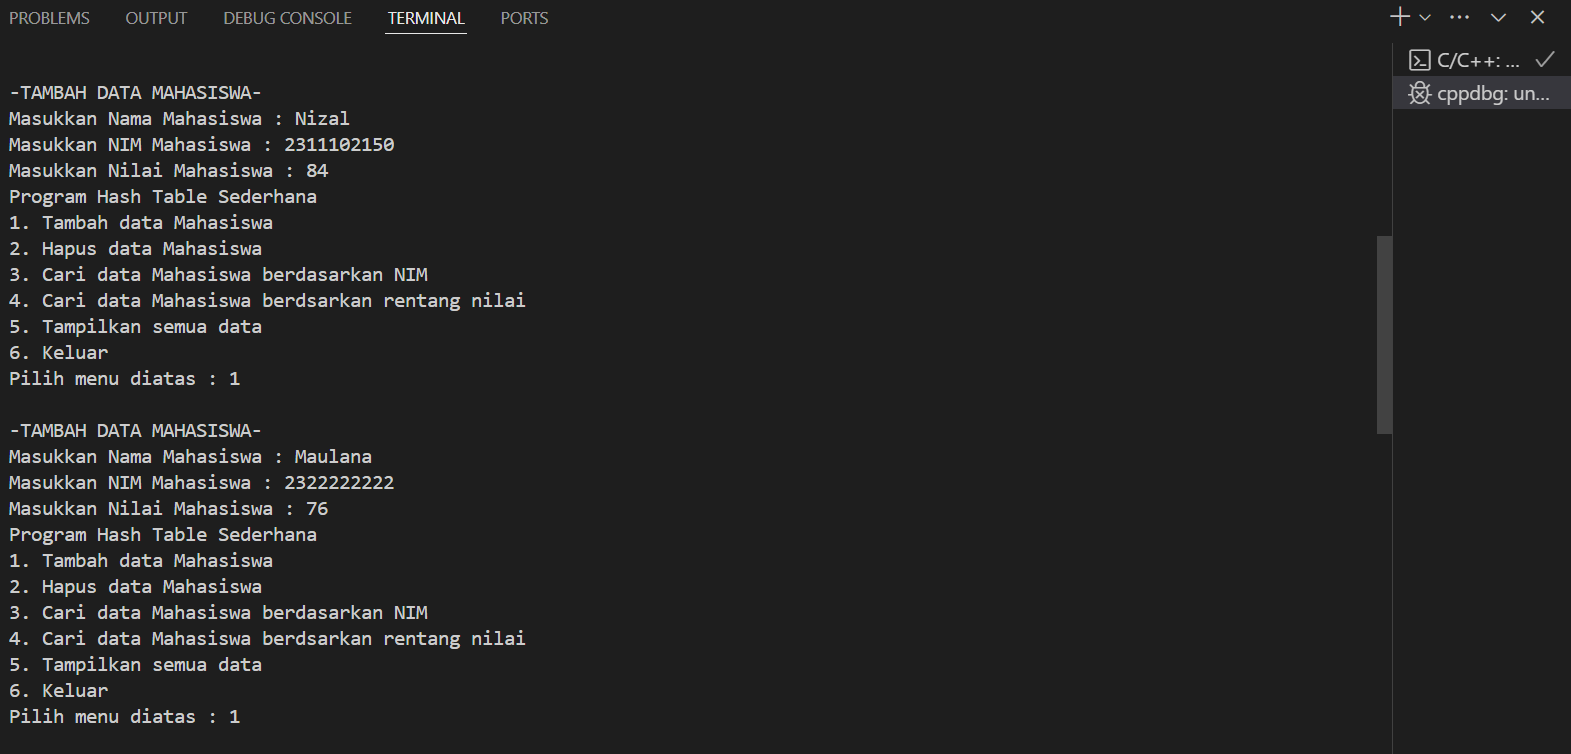 PROBLEMS OUTPUT DEBUG CONSOLE TERMINAL PORTS
C/C++: ...
cppdbg: un...
-TAMBAH DATA MAHASISWA-
Masukkan Nama Mahasiswa : Nizal
Masukkan NIM Mahasiswa : 2311102150
Masukkan Nilai Mahasiswa : 84
Program Hash Table Sederhana
1. Tambah data Mahasiswa
2. Hapus data Mahasiswa
3. Cari data Mahasiswa berdasarkan NIM
4. Cari data Mahasiswa berdsarkan rentang nilai
5. Tampilkan semua data
6. Keluar
Pilih menu diatas : 1
-TAMBAH DATA MAHASISWA-
Masukkan Nama Mahasiswa : Maulana
Masukkan NIM Mahasiswa : 2322222222
Masukkan Nilai Mahasiswa : 76
Program Hash Table Sederhana
1. Tambah data Mahasiswa
2. Hapus data Mahasiswa
3. Cari data Mahasiswa berdasarkan NIM
4. Cari data Mahasiswa berdsarkan rentang nilai
5. Tampilkan semua data
6. Keluar
Pilih menu diatas : 1